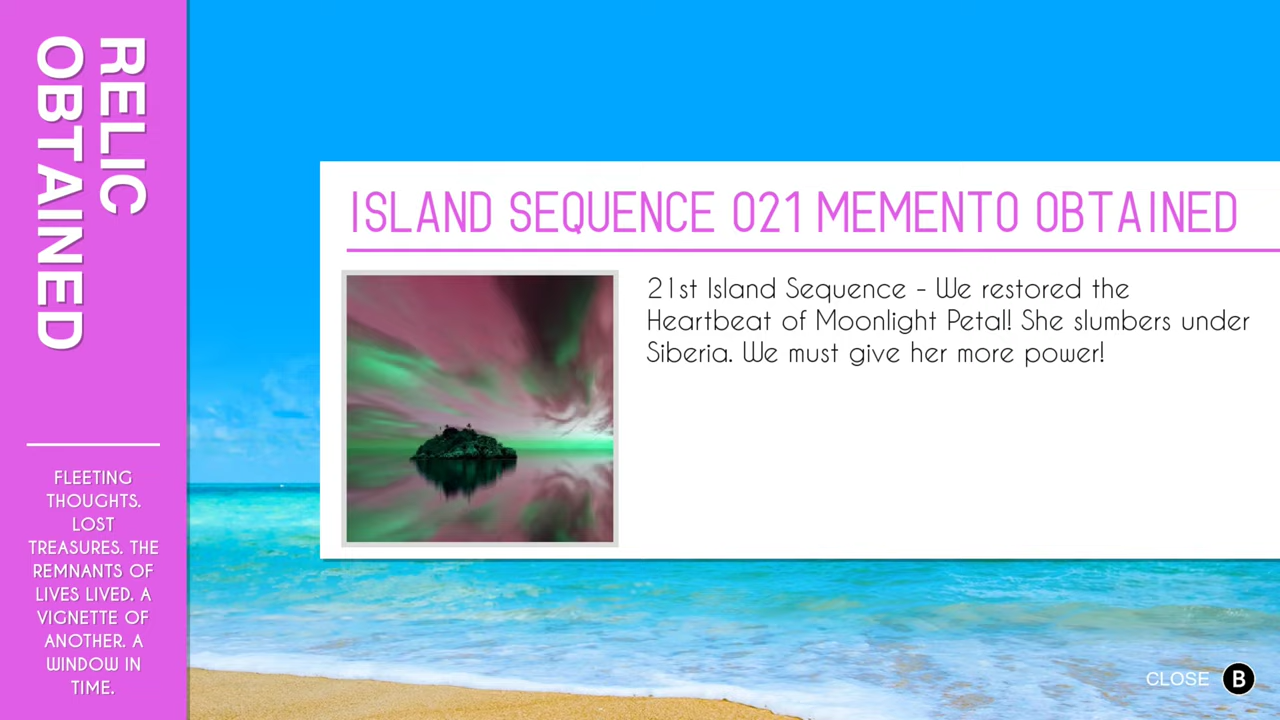 RELIC
OBTAINED
FLEETING
THOUGHTS.
LOST
TREASURES. THE
REMNANTS OF
LIVES LIVED. A
VIGNETTE OF
ANOTHER. A
WINDOW IN
TIME.
ISLAND SEQUENCE 021 MEMENTO OBTAINED
21st Island Sequence - We restored the
Heartbeat of Moonlight Petal! She slumbers under
Siberia. We must give her more power!
CLOSE B